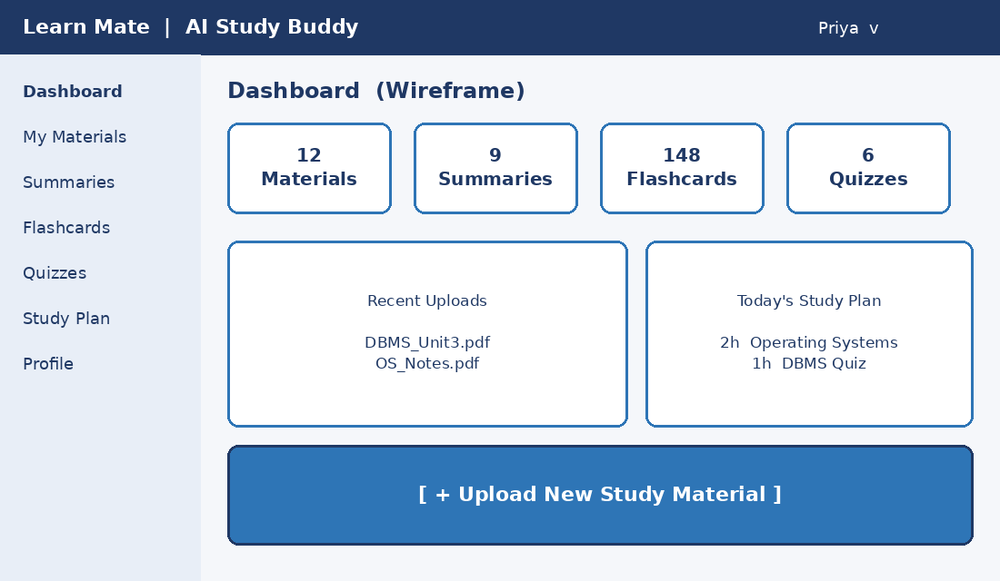 Learn Mate | AI Study Buddy
Priya v
Dashboard
My Materials
Summaries
Flashcards
Quizzes
Study Plan
Profile
Dashboard (Wireframe)
12
Materials
9
Summaries
148
Flashcards
6
Quizzes
Recent Uploads
DBMS_Unit3.pdf
OS_Notes.pdf
Today's Study Plan
2h Operating Systems
1h DBMS Quiz
[ + Upload New Study Material ]